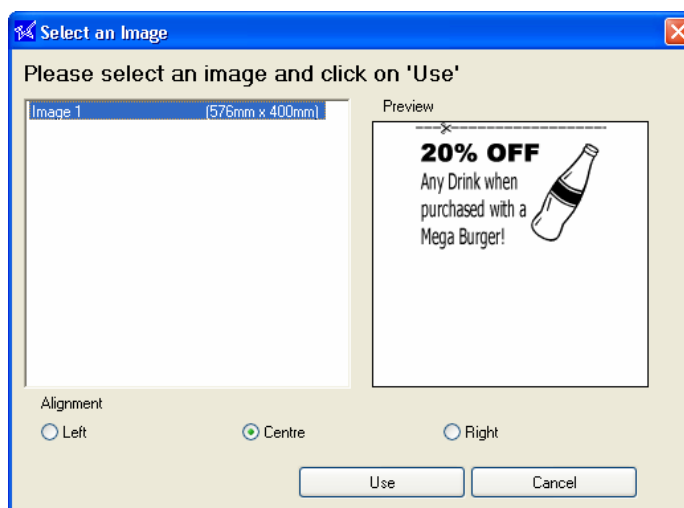 Select an Image
Please select an image and click on 'Use'
Image 1 (576mm x 400mm)
Preview
20% OFF
Any Drink when
purchased with a
Mega Burger!
Alignment
Left Centre Right
Use Cancel